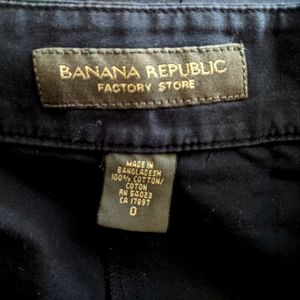 BANANA REPUBLIC
FACTORY STORE
MADE IN
BANGLADESH
100% COTTON/
COTON
RN 54023
CA 17897
0